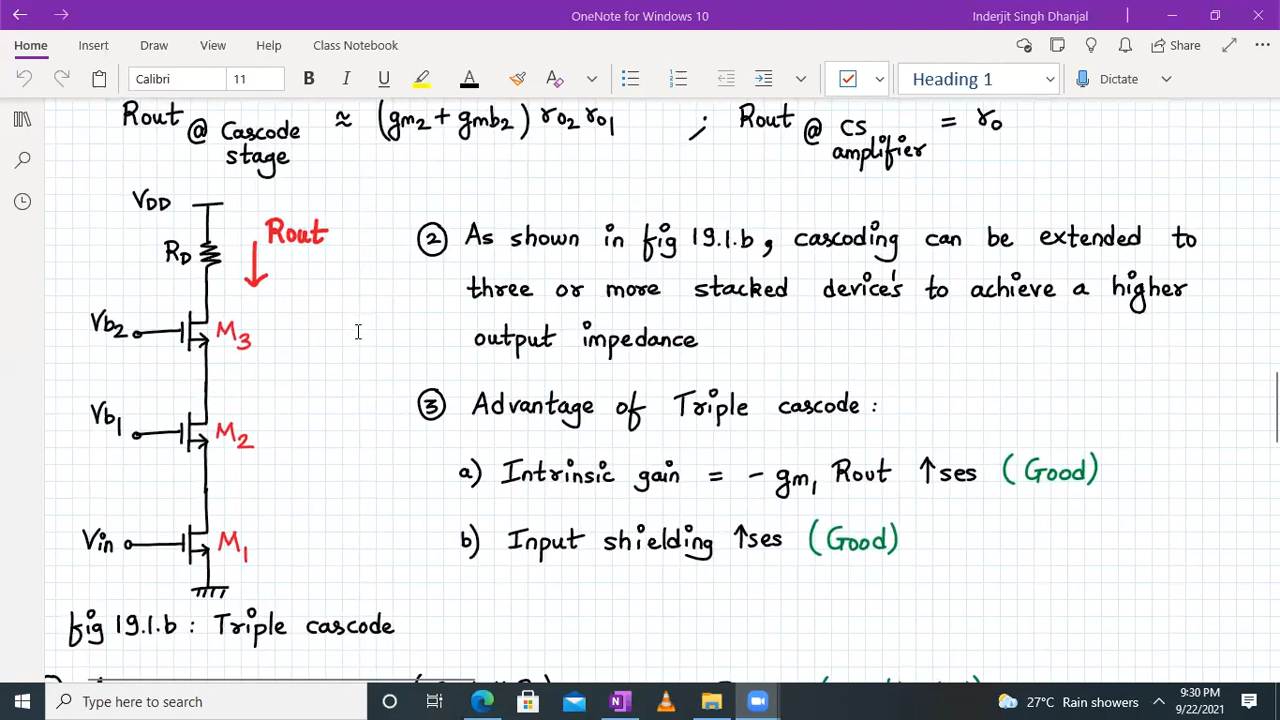 OneNote for Windows 10
Inderjit Singh Dhanjal
Home Insert Draw View Help Class Notebook
Share
Calibri 11 B I U A A Heading 1 Dictate
Rout @ Cascode stage ≈ (gm2 + gmb2) ro2 ro1 ; Rout @ CS amplifier = ro
VDD
RD
Rout
Vb2
M3
Vb1
M2
Vin
M1
fig 19.1.b : Triple cascode
② As shown in fig 19.1.b, cascoding can be extended to
three or more stacked device's to achieve a higher
output impedance
③ Advantage of Triple cascode :
a) Intrinsic gain = - gm1 Rout ↑ses (Good)
b) Input shielding ↑ses (Good)
Type here to search
27°C Rain showers
9:30 PM
9/22/2021